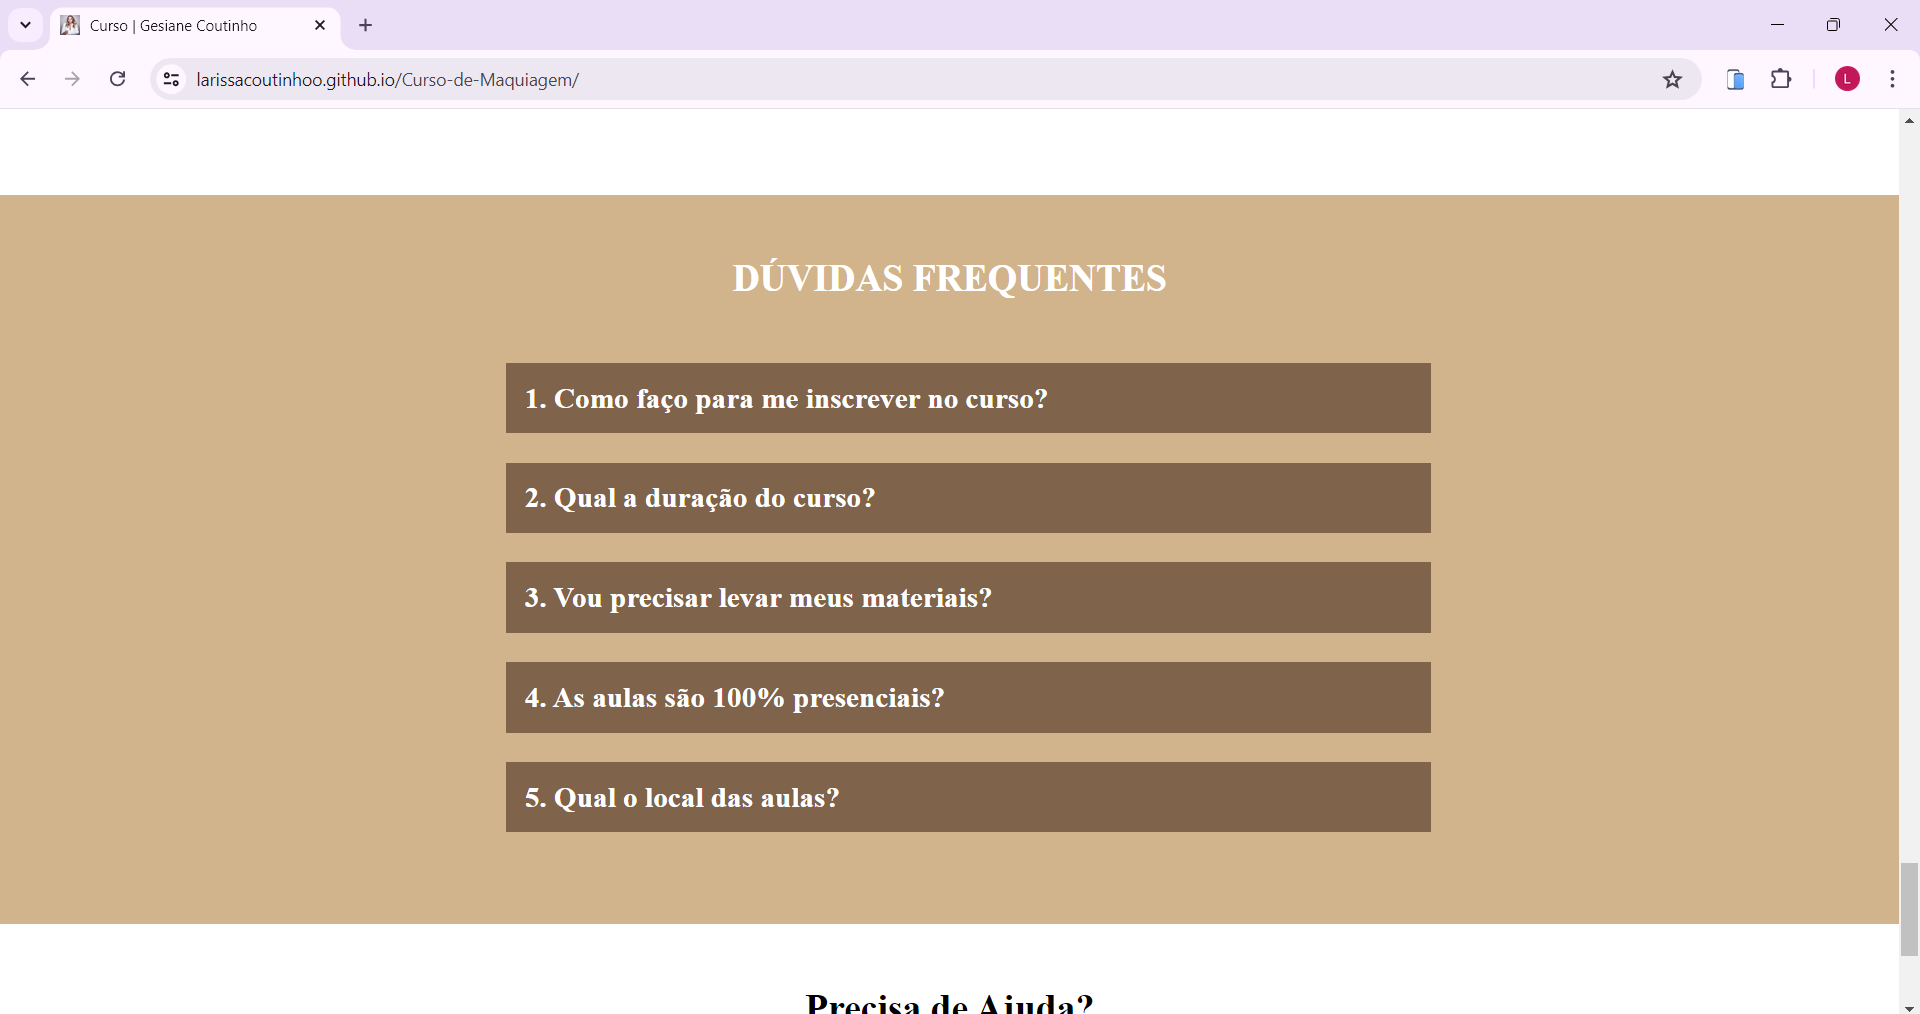 Curso | Gesiane Coutinho
larissacoutinhoo.github.io/Curso-de-Maquiagem/
L
DÚVIDAS FREQUENTES
1. Como faço para me inscrever no curso?
2. Qual a duração do curso?
3. Vou precisar levar meus materiais?
4. As aulas são 100% presenciais?
5. Qual o local das aulas?
Precisa de Ajuda?